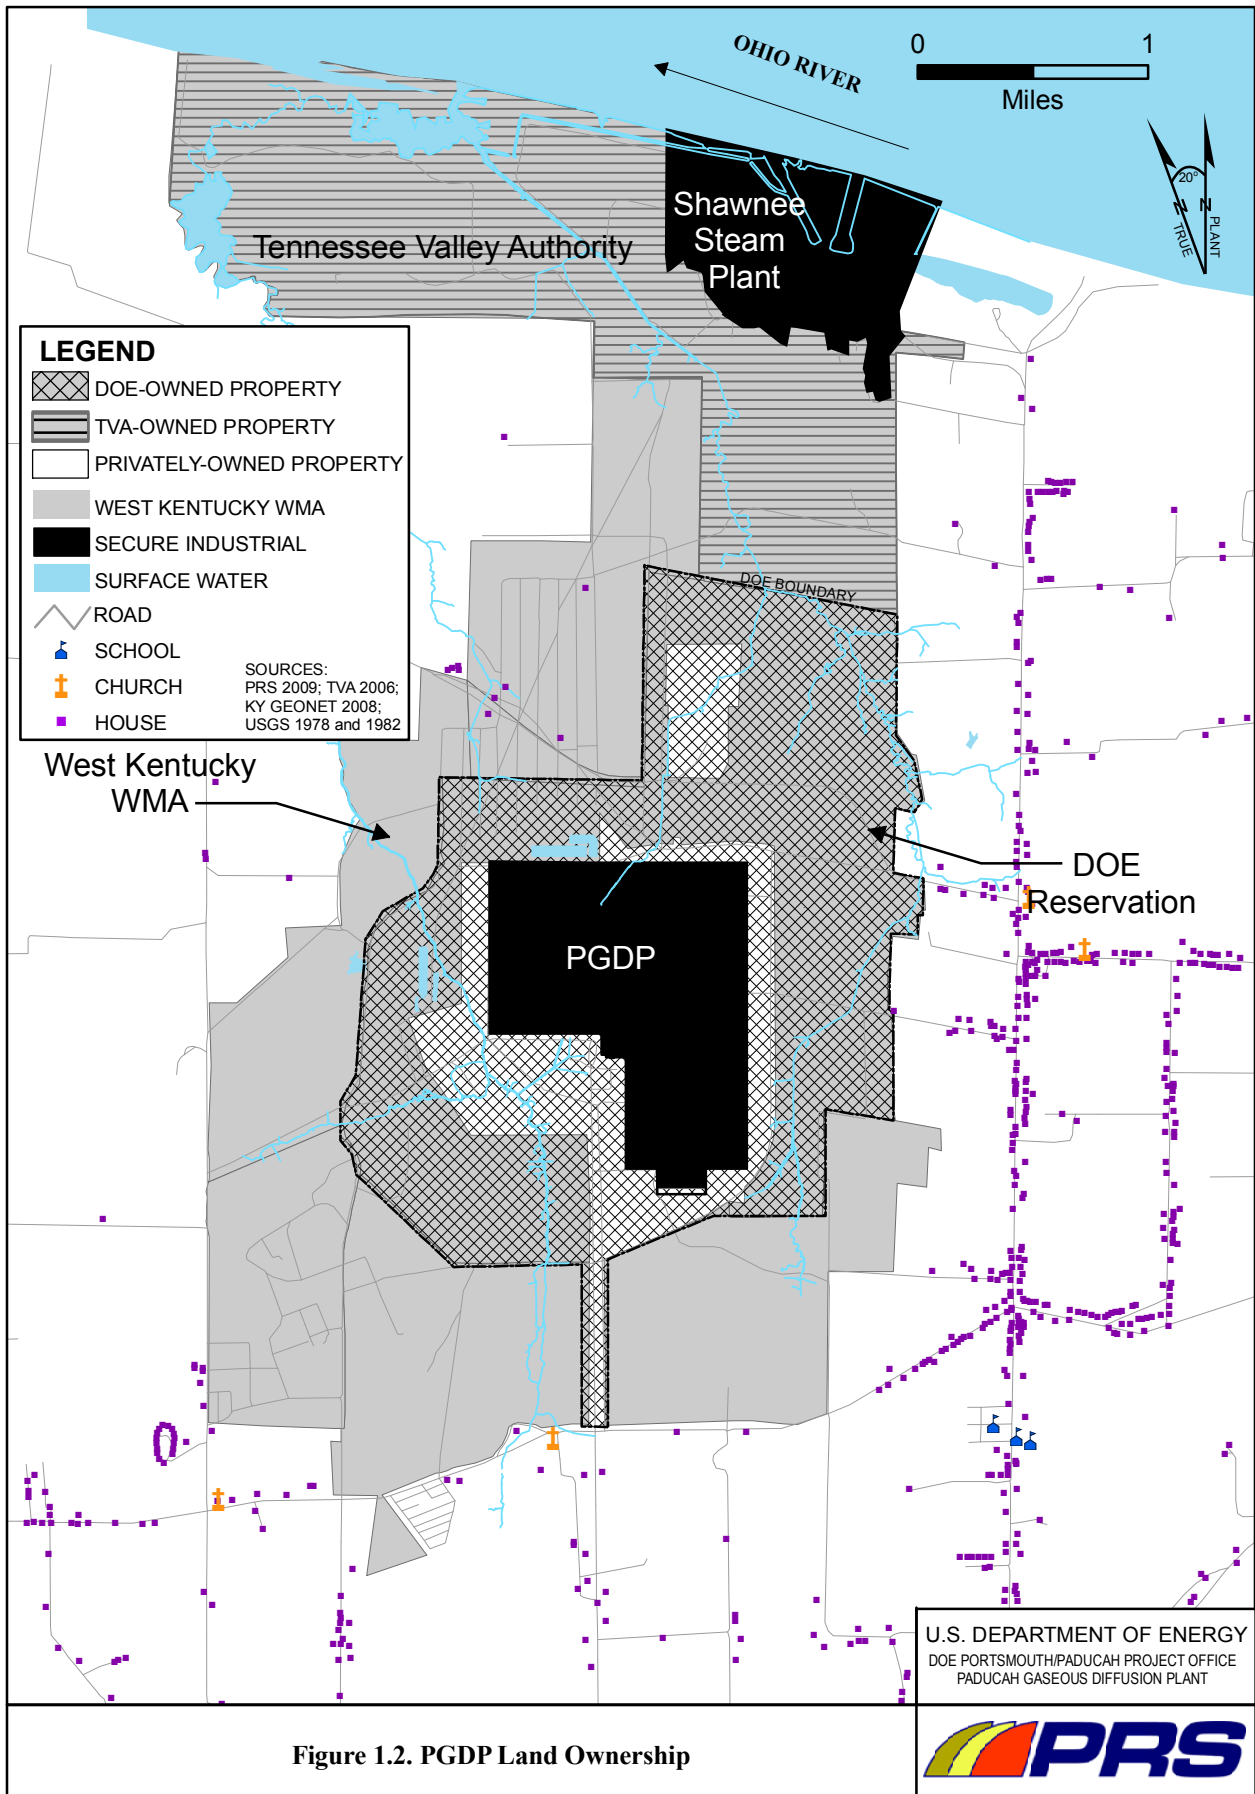 OHIO RIVER
0 1
Miles
20°
N
N
TRUE
PLANT
Shawnee
Steam
Plant
Tennessee Valley Authority
LEGEND
DOE-OWNED PROPERTY
TVA-OWNED PROPERTY
PRIVATELY-OWNED PROPERTY
WEST KENTUCKY WMA
SECURE INDUSTRIAL
SURFACE WATER
ROAD
SCHOOL
CHURCH
HOUSE
SOURCES:
PRS 2009; TVA 2006;
KY GEONET 2008;
USGS 1978 and 1982
DOE BOUNDARY
West Kentucky
WMA
DOE
Reservation
PGDP
U.S. DEPARTMENT OF ENERGY
DOE PORTSMOUTH/PADUCAH PROJECT OFFICE
PADUCAH GASEOUS DIFFUSION PLANT
Figure 1.2. PGDP Land Ownership
PRS